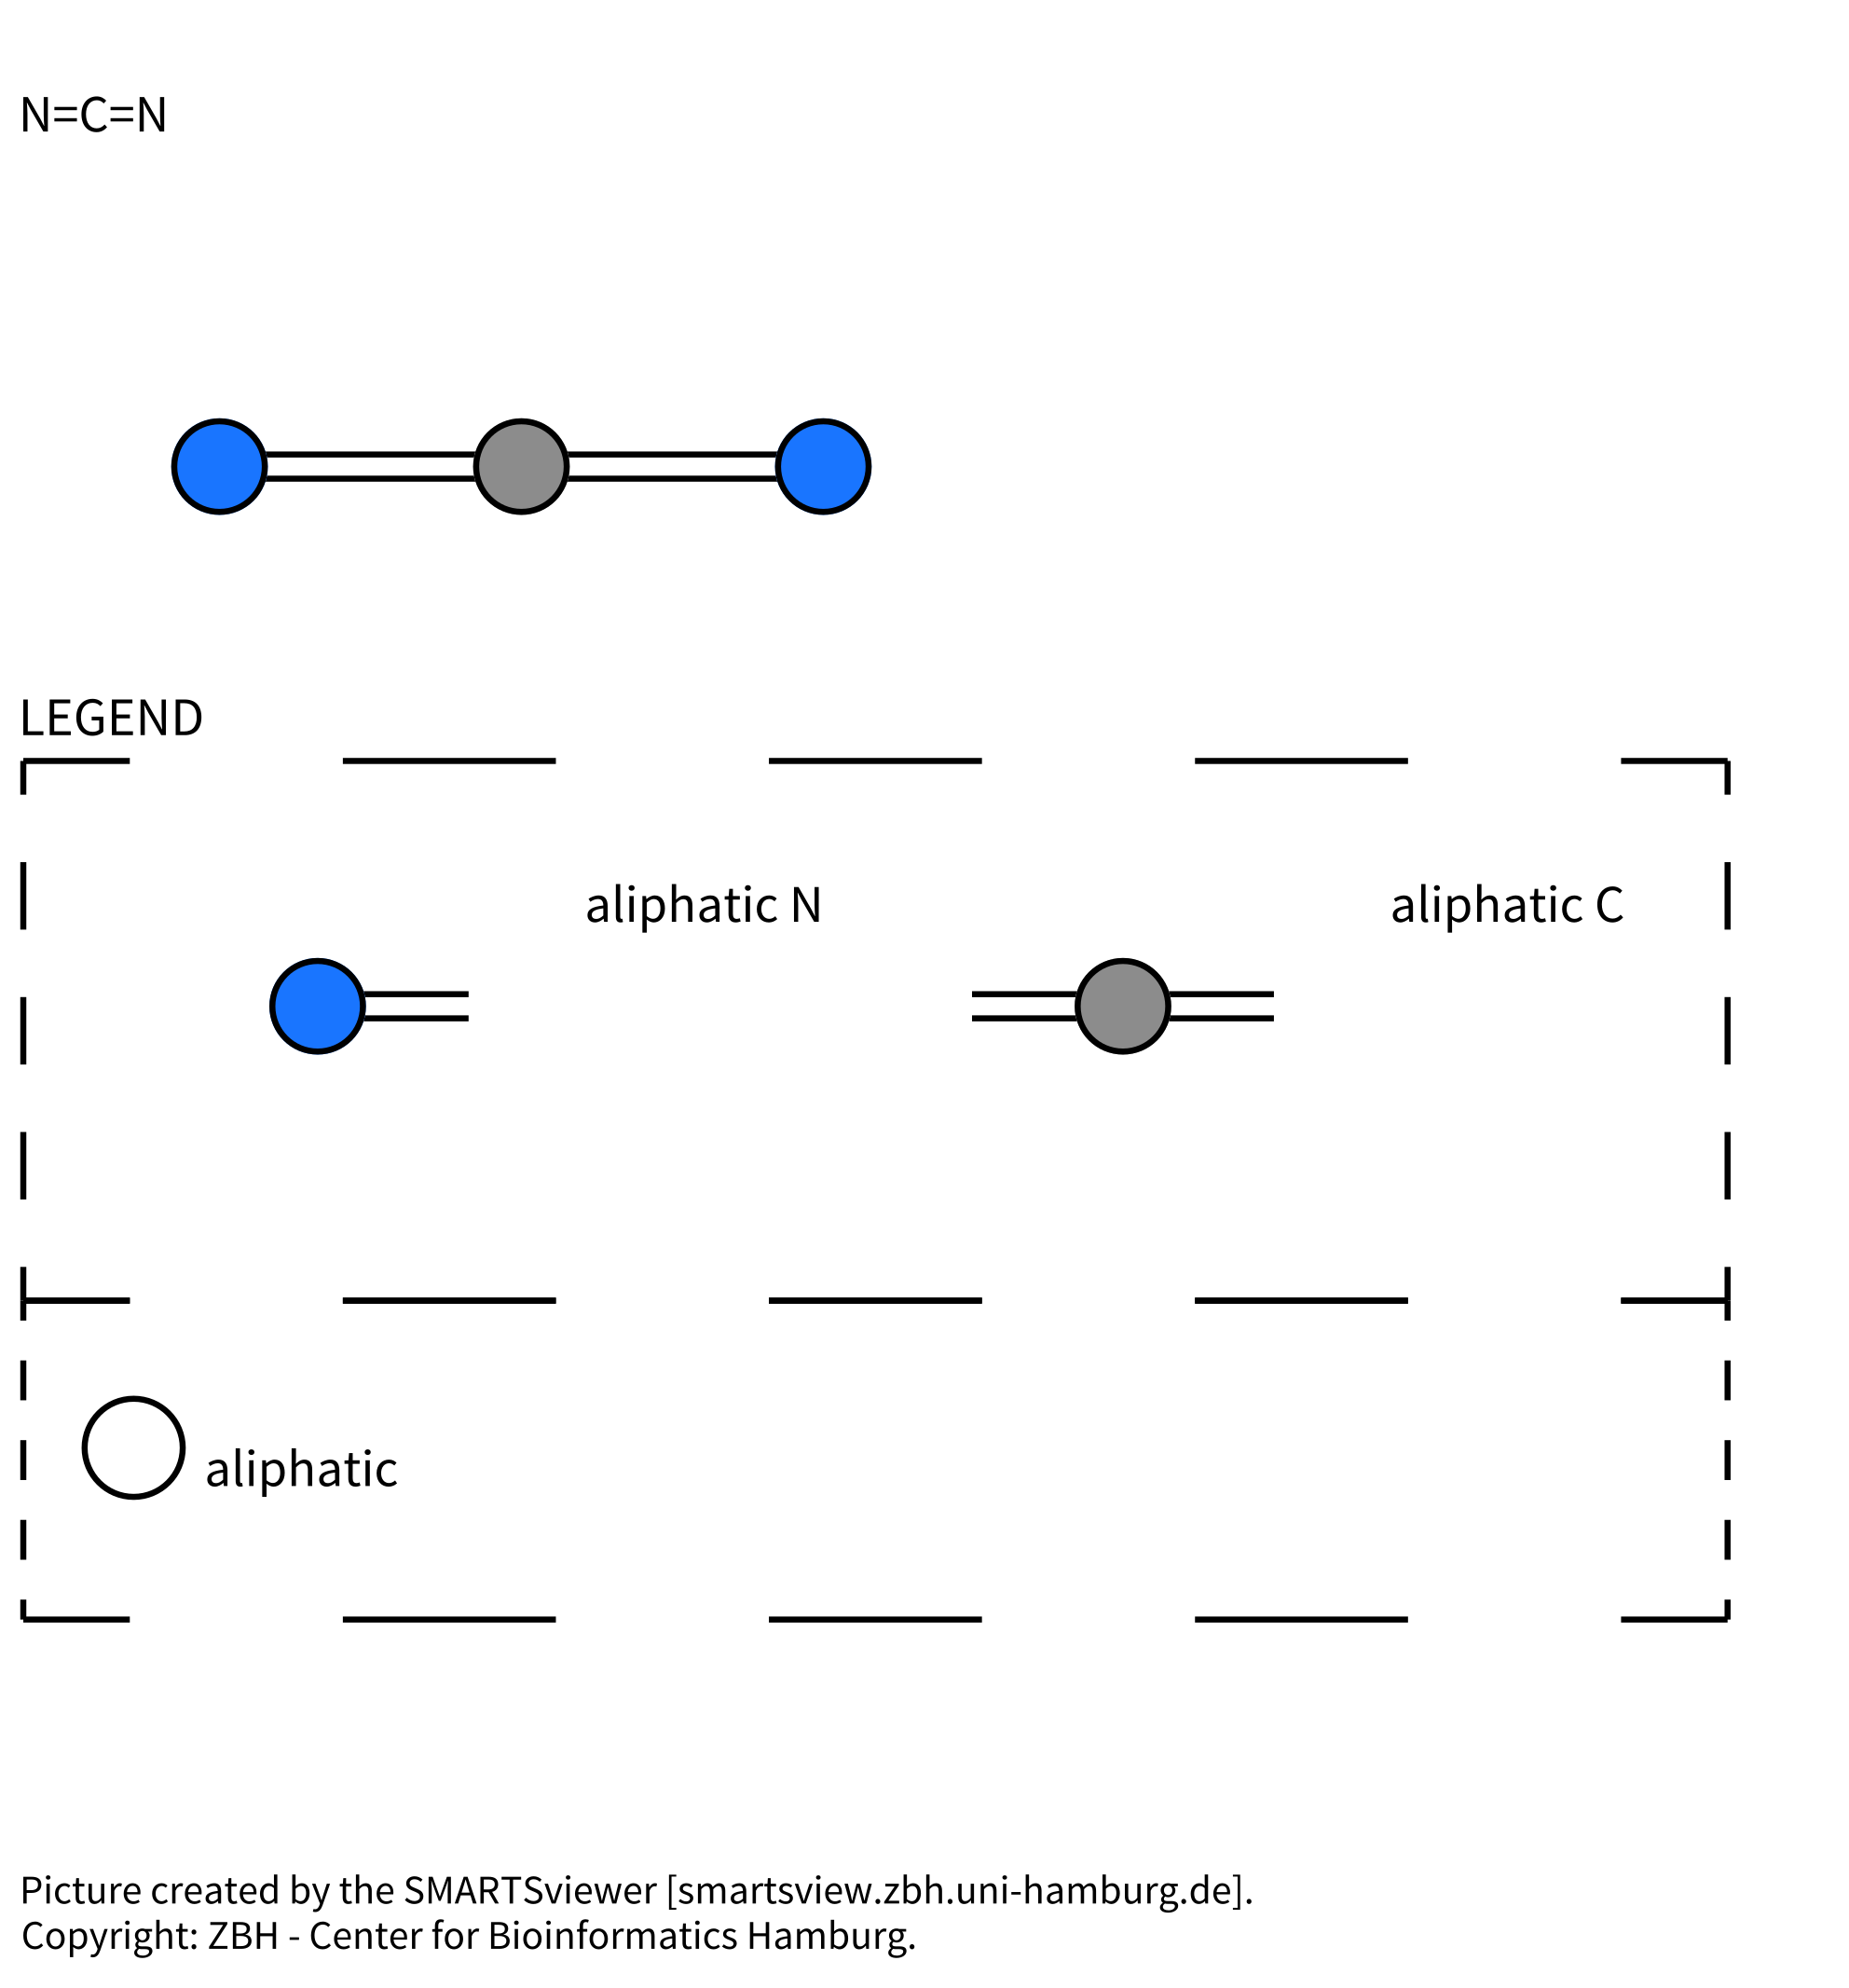 N=C=N
LEGEND
aliphatic N
aliphatic C
aliphatic
Picture created by the SMARTSviewer [smartsview.zbh.uni-hamburg.de].
Copyright: ZBH - Center for Bioinformatics Hamburg.